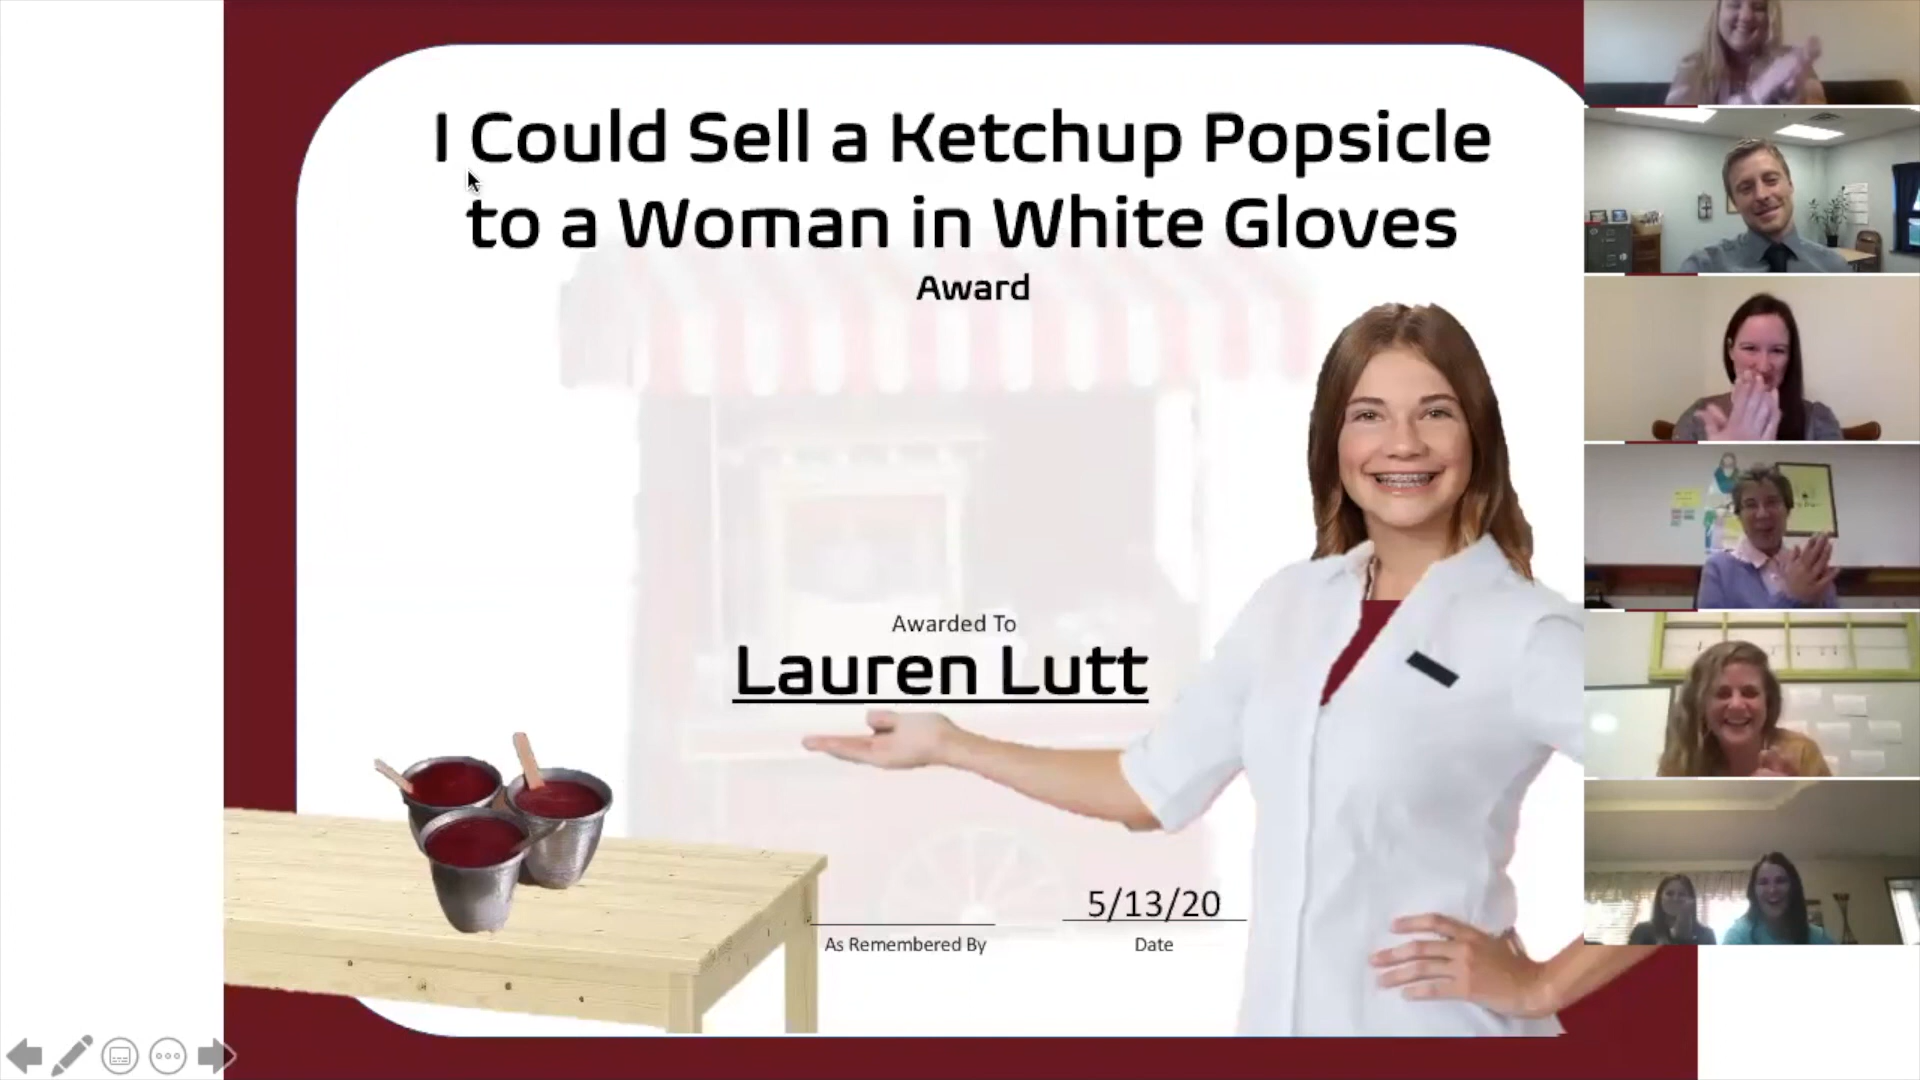 I Could Sell a Ketchup Popsicle
to a Woman in White Gloves
Award
Awarded To
Lauren Lutt
5/13/20
As Remembered By
Date